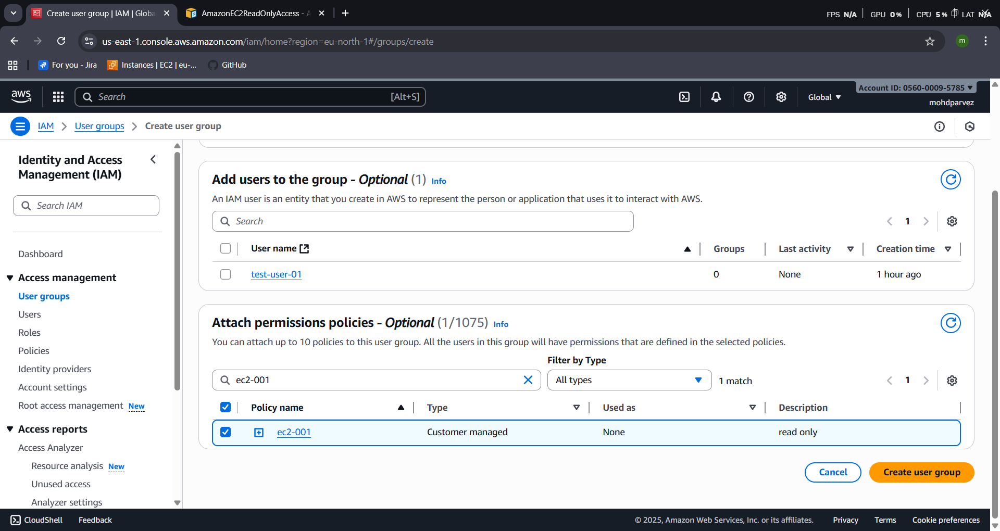 Create user group | IAM | Globa
AmazonEC2ReadOnlyAccess - A
FPS N/A
GPU 0%
CPU 5%
LAT N/A
us-east-1.console.aws.amazon.com/iam/home?region=eu-north-1#/groups/create
m
For you - Jira
Instances | EC2 | eu-...
GitHub
aws
Search
[Alt+S]
Global
Account ID: 0560-0009-5785
mohdparvez
IAM
User groups
Create user group
Identity and Access
Management (IAM)
Search IAM
Dashboard
Access management
User groups
Users
Roles
Policies
Identity providers
Account settings
Root access management New
Access reports
Access Analyzer
Resource analysis New
Unused access
Analyzer settings
Add users to the group - Optional (1) Info
An IAM user is an entity that you create in AWS to represent the person or application that uses it to interact with AWS.
Search
1
User name
Groups
Last activity
Creation time
test-user-01
0
None
1 hour ago
Attach permissions policies - Optional (1/1075) Info
You can attach up to 10 policies to this user group. All the users in this group will have permissions that are defined in the selected policies.
Filter by Type
ec2-001
All types
1 match
1
Policy name
Type
Used as
Description
ec2-001
Customer managed
None
read only
Cancel
Create user group
CloudShell
Feedback
© 2025, Amazon Web Services, Inc. or its affiliates.
Privacy
Terms
Cookie preferences